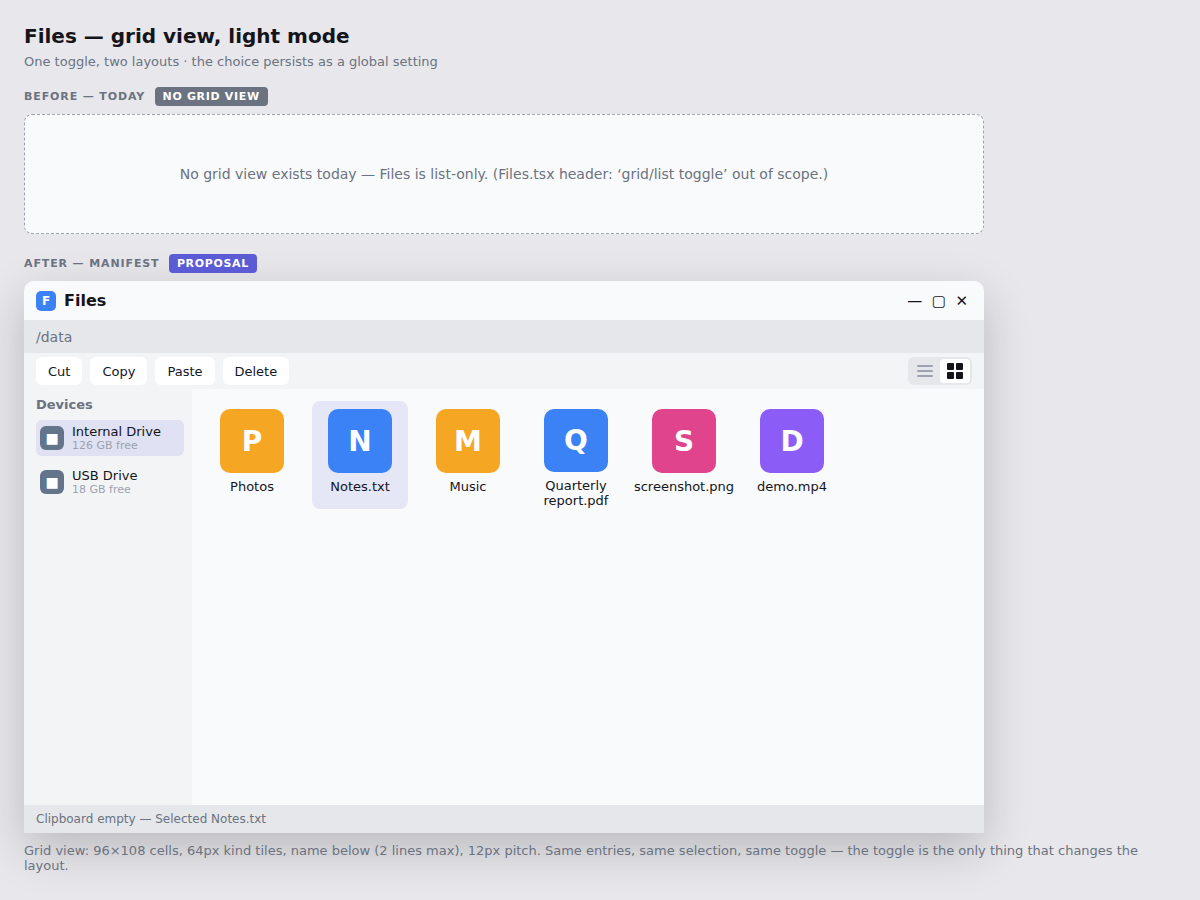 Files — grid view, light mode
One toggle, two layouts · the choice persists as a global setting
BEFORE — TODAY NO GRID VIEW
No grid view exists today — Files is list-only. (Files.tsx header: ‘grid/list toggle’ out of scope.)
AFTER — MANIFEST PROPOSAL
F Files
/data
Cut Copy Paste Delete
Devices
Internal Drive
126 GB free
USB Drive
18 GB free
P N M Q S D
Photos Notes.txt Music Quarterly screenshot.png demo.mp4
report.pdf
Clipboard empty — Selected Notes.txt
Grid view: 96×108 cells, 64px kind tiles, name below (2 lines max), 12px pitch. Same entries, same selection, same toggle — the toggle is the only thing that changes the
layout.